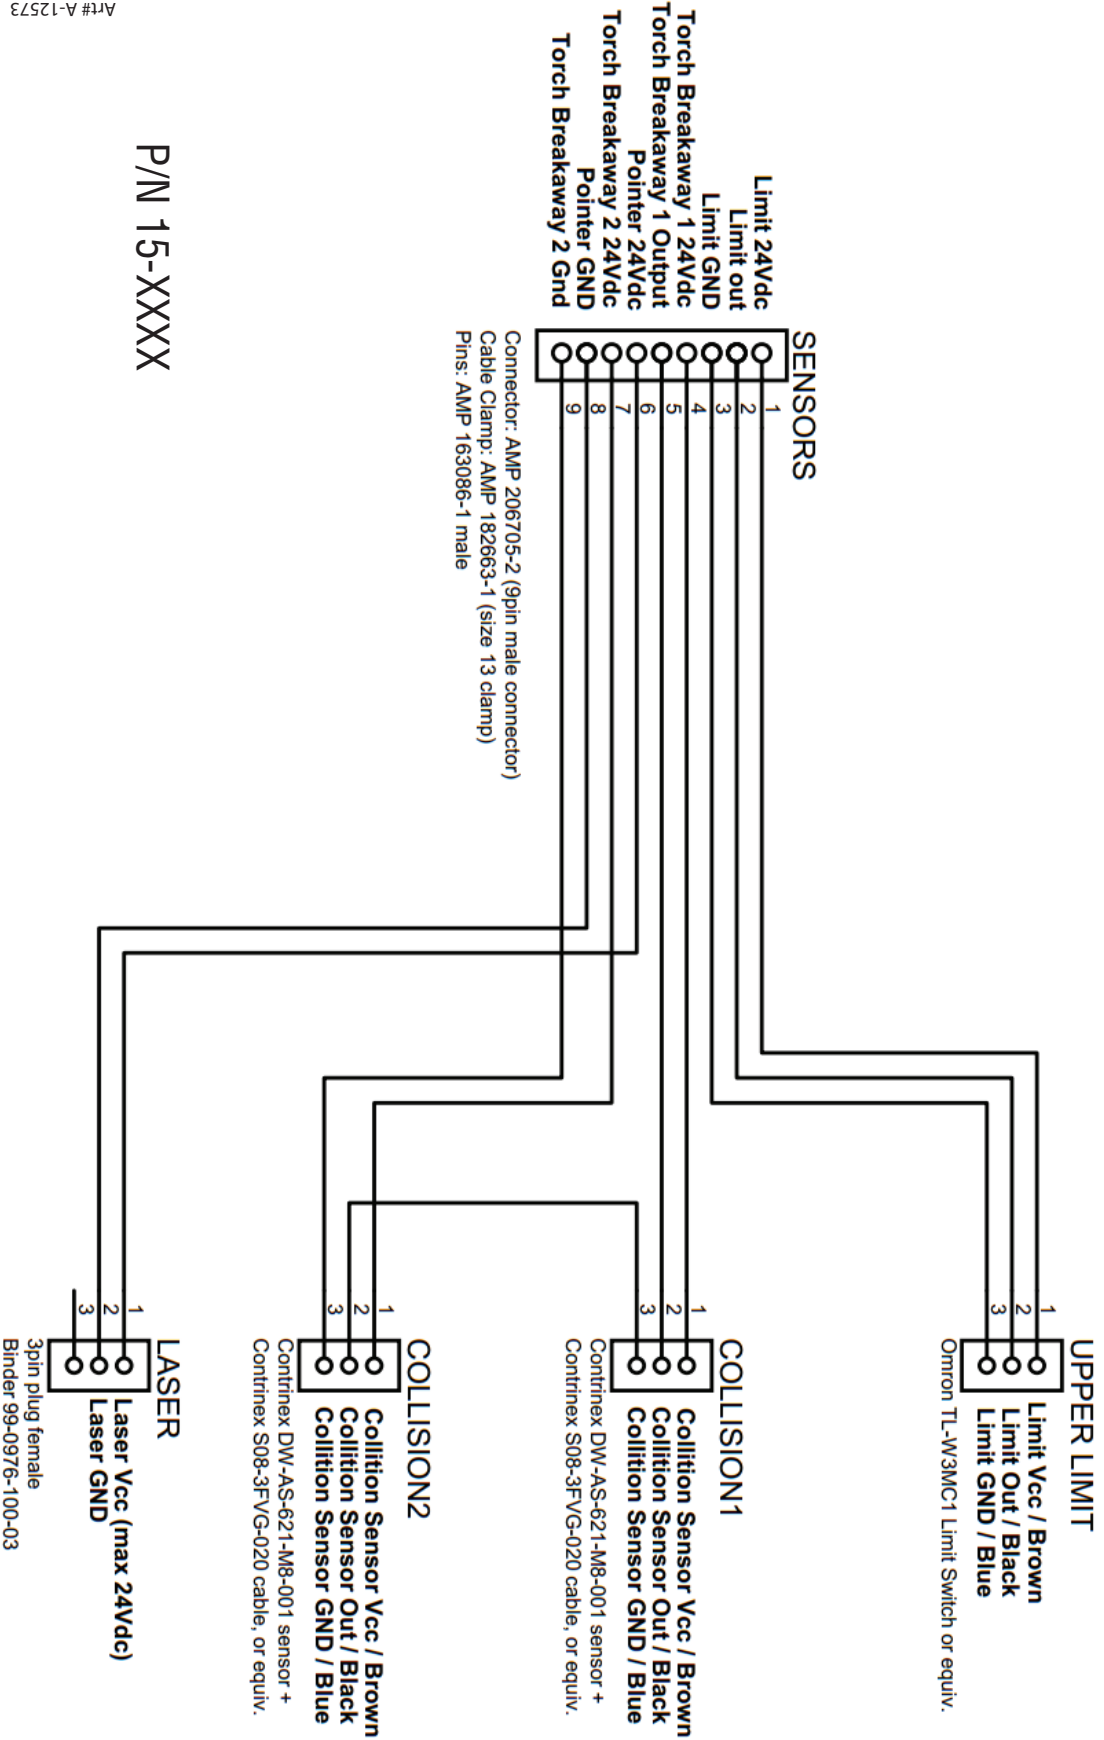 SENSORS
Limit 24Vdc
Limit out
Limit GND
Torch Breakaway 1 24Vdc
Torch Breakaway 1 Output
Pointer 24Vdc
Torch Breakaway 2 24Vdc
Pointer GND
Torch Breakaway 2 Gnd
1
2
3
4
5
6
7
8
9
Connector: AMP 206705-2 (9pin male connector)
Cable Clamp: AMP 182663-1 (size 13 clamp)
Pins: AMP 163086-1 male
UPPER LIMIT
1
2
3
Limit Vcc / Brown
Limit Out / Black
Limit GND / Blue
Omron TL-W3MC1 Limit Switch or equiv.
COLLISION1
1
2
3
Collition Sensor Vcc / Brown
Collition Sensor Out / Black
Collition Sensor GND / Blue
Contrinex DW-AS-621-M8-001 sensor +
Contrinex S08-3FVG-020 cable, or equiv.
COLLISION2
1
2
3
Collition Sensor Vcc / Brown
Collition Sensor Out / Black
Collition Sensor GND / Blue
Contrinex DW-AS-621-M8-001 sensor +
Contrinex S08-3FVG-020 cable, or equiv.
LASER
1
2
3
Laser Vcc (max 24Vdc)
Laser GND
3pin plug female
Binder 99-0976-100-03
P/N 15-XXXX
Art# A-12573